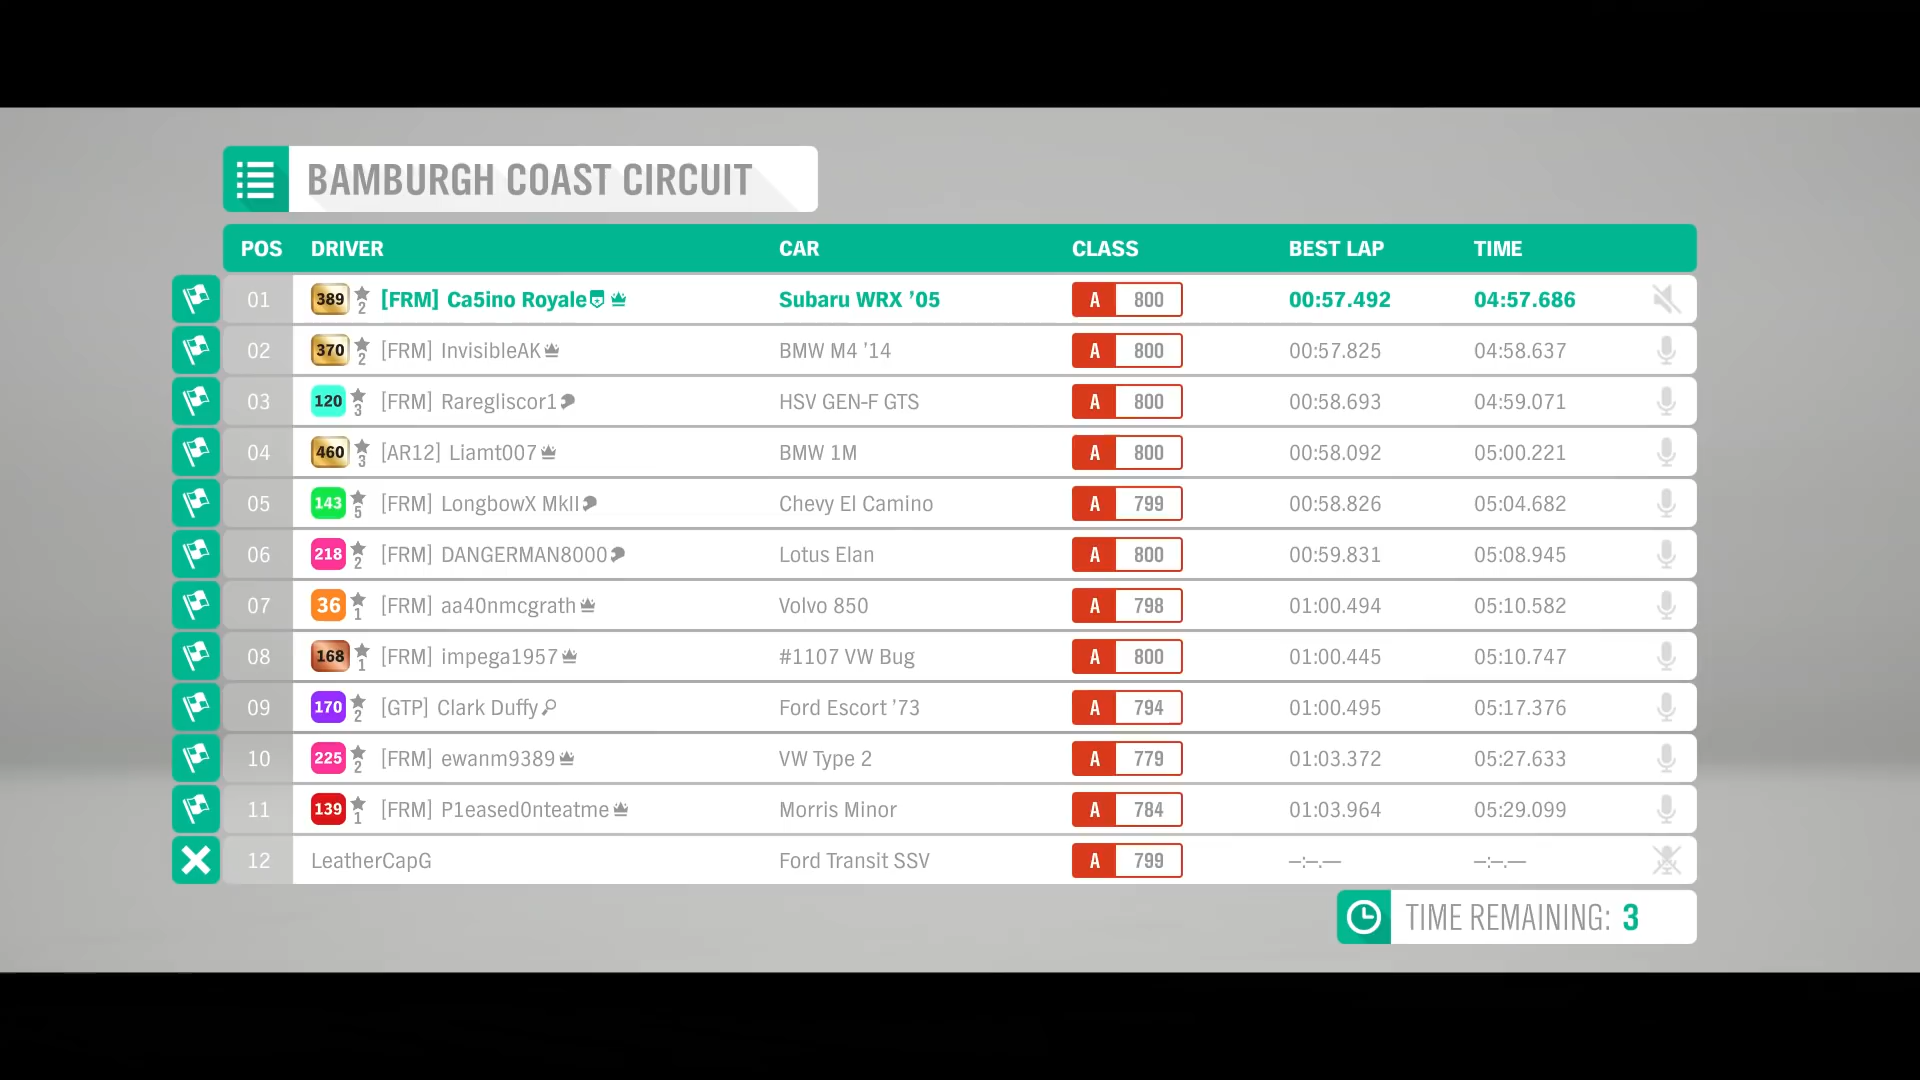 BAMBURGH COAST CIRCUIT
POS DRIVER CAR CLASS BEST LAP TIME
01 389 2 [FRM] Ca5ino Royale Subaru WRX ’05 A 800 00:57.492 04:57.686
02 370 2 [FRM] InvisibleAK BMW M4 ’14 A 800 00:57.825 04:58.637
03 120 3 [FRM] Raregliscor1 HSV GEN-F GTS A 800 00:58.693 04:59.071
04 460 3 [AR12] Liamt007 BMW 1M A 800 00:58.092 05:00.221
05 143 5 [FRM] LongbowX MkII Chevy El Camino A 799 00:58.826 05:04.682
06 218 2 [FRM] DANGERMAN8000 Lotus Elan A 800 00:59.831 05:08.945
07 36 1 [FRM] aa40nmcgrath Volvo 850 A 798 01:00.494 05:10.582
08 168 1 [FRM] impega1957 #1107 VW Bug A 800 01:00.445 05:10.747
09 170 2 [GTP] Clark Duffy Ford Escort ’73 A 794 01:00.495 05:17.376
10 225 2 [FRM] ewanm9389 VW Type 2 A 779 01:03.372 05:27.633
11 139 1 [FRM] P1eased0nteatme Morris Minor A 784 01:03.964 05:29.099
12 LeatherCapG Ford Transit SSV A 799 –:–.–– –:–.––
TIME REMAINING: 3